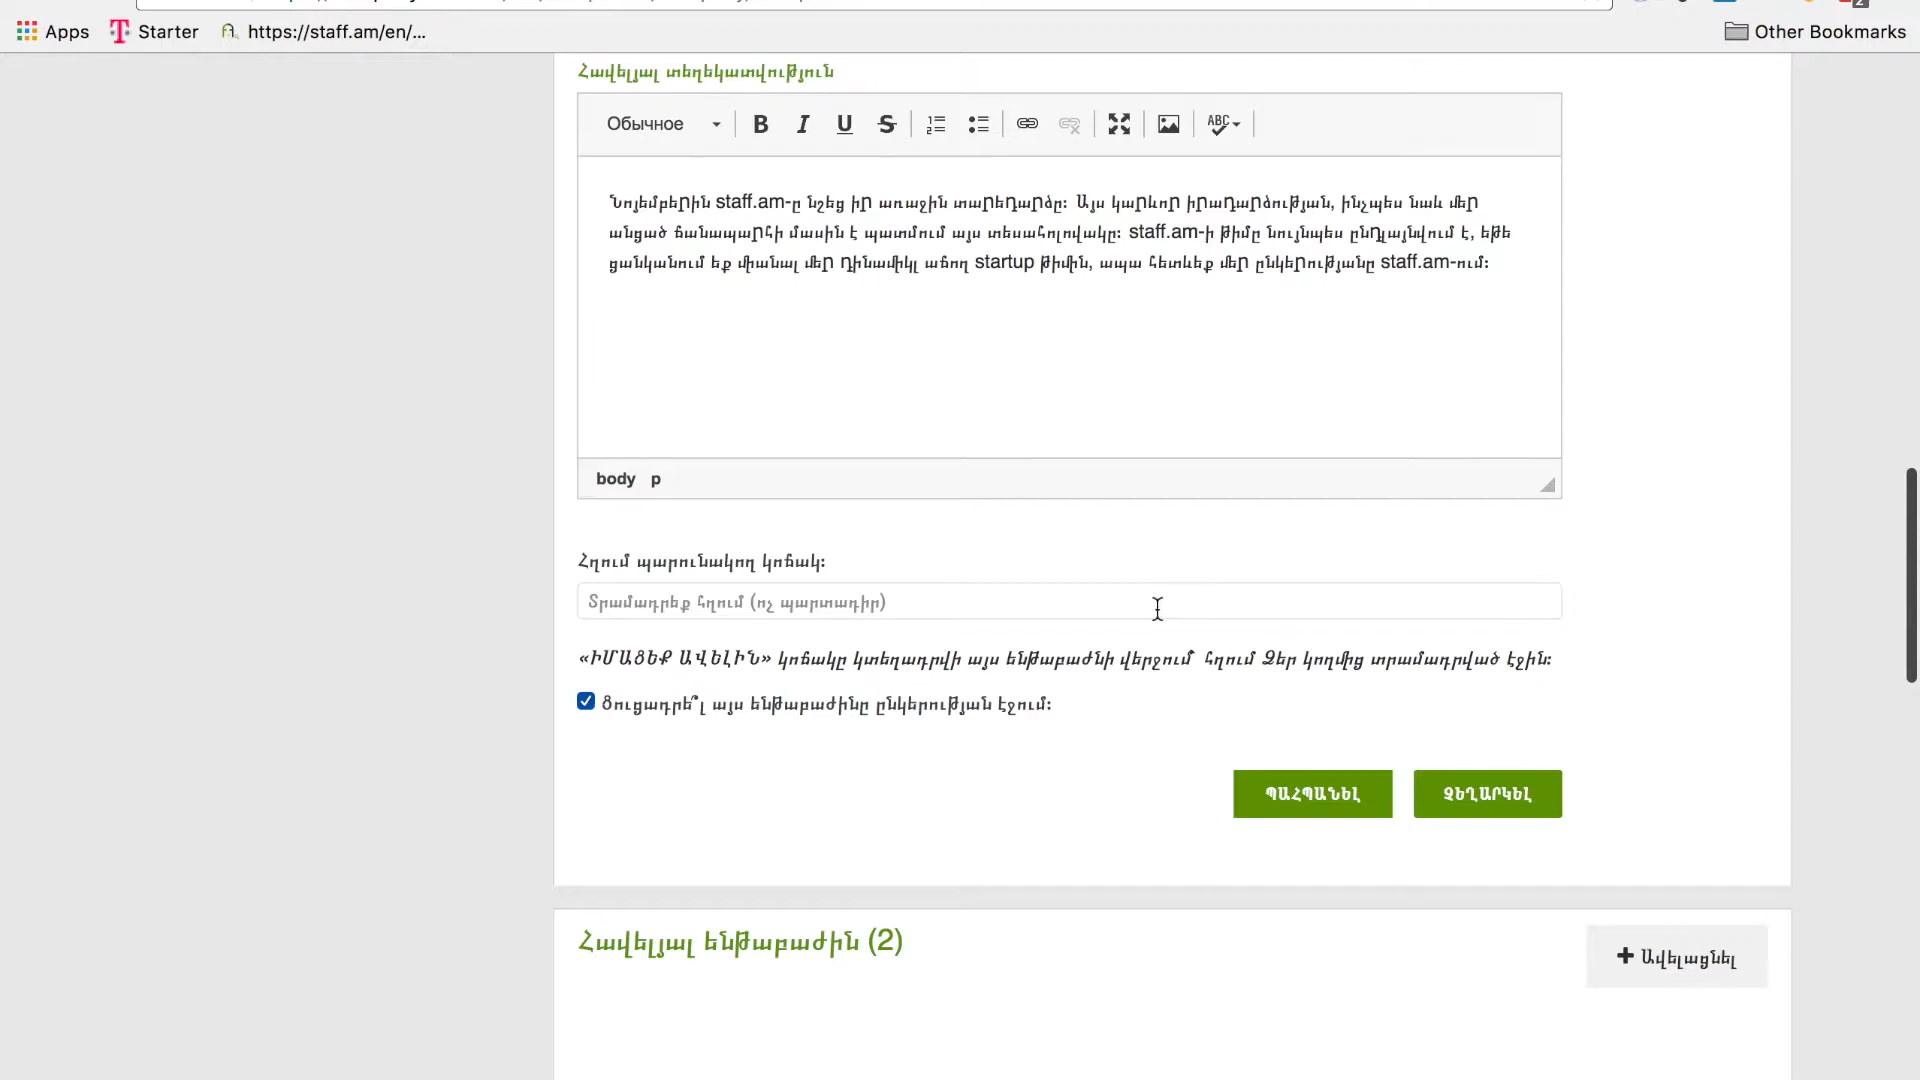 Apps
Starter
https://staff.am/en/...
Other Bookmarks
Հավելյալ տեղեկատվություն
Обычное
B I U S
ABC
Նոյեմբերին staff.am-ը նշեց իր առաջին տարեդարձը: Այս կարևոր իրադարձության, ինչպես նաև մեր
անցած ճանապարհի մասին է պատմում այս տեսահոլովակը: staff.am-ի թիմը նույնպես ընդլայնվում է, եթե
ցանկանում եք միանալ մեր դինամիկլ աճող startup թիմին, ապա հետևեք մեր ընկերությանը staff.am-ում:
body p
Հղում պարունակող կոճակ:
Տրամադրեք հղում (ոչ պարտադիր)
«ԻՄԱՑԵՔ ԱՎԵԼԻՆ» կոճակը կտեղադրվի այս ենթաբաժնի վերջում՝ հղում Ձեր կողմից տրամադրված էջին:
Ցուցադրե՞լ այս ենթաբաժինը ընկերության էջում:
ՊԱՀՊԱՆԵԼ
ՉԵՂԱՐԿԵԼ
Հավելյալ ենթաբաժին (2)
Ավելացնել